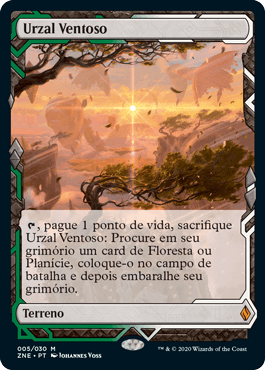 Urzal Ventoso
, pague 1 ponto de vida, sacrifique
Urzal Ventoso: Procure em seu
grimório um card de Floresta ou
Planície, coloque-o no campo de
batalha e depois embaralhe seu
grimório.
Terreno
005/030 M
ZNE • PT Johannes Voss
™ & © 2020 Wizards of the Coast